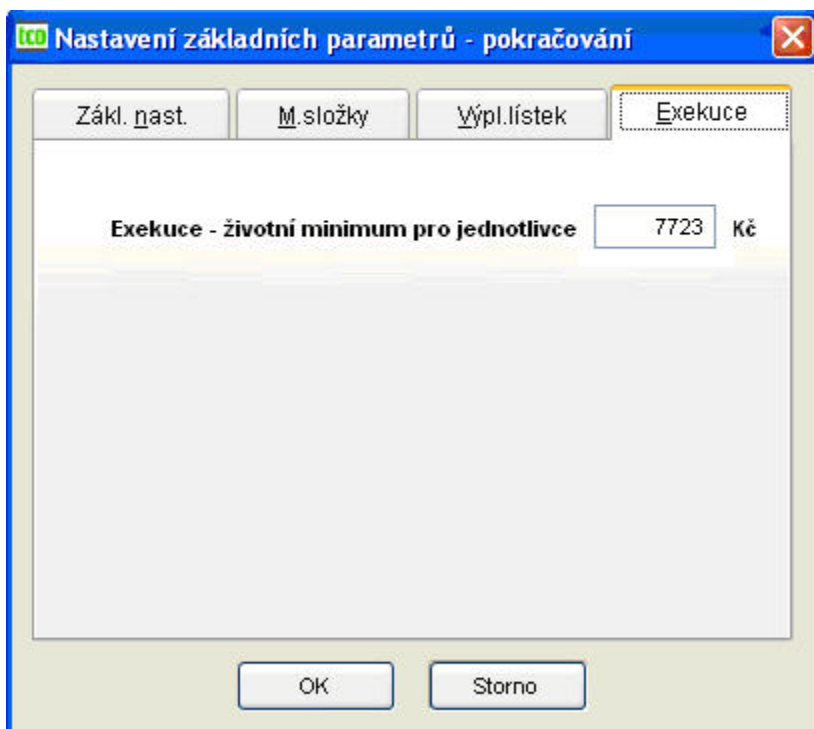 tco Nastavení základních parametrů - pokračování
Zákl. nast. M.složky Výpl.lístek Exekuce
Exekuce - životní minimum pro jednotlivce 7723 Kč
OK Storno